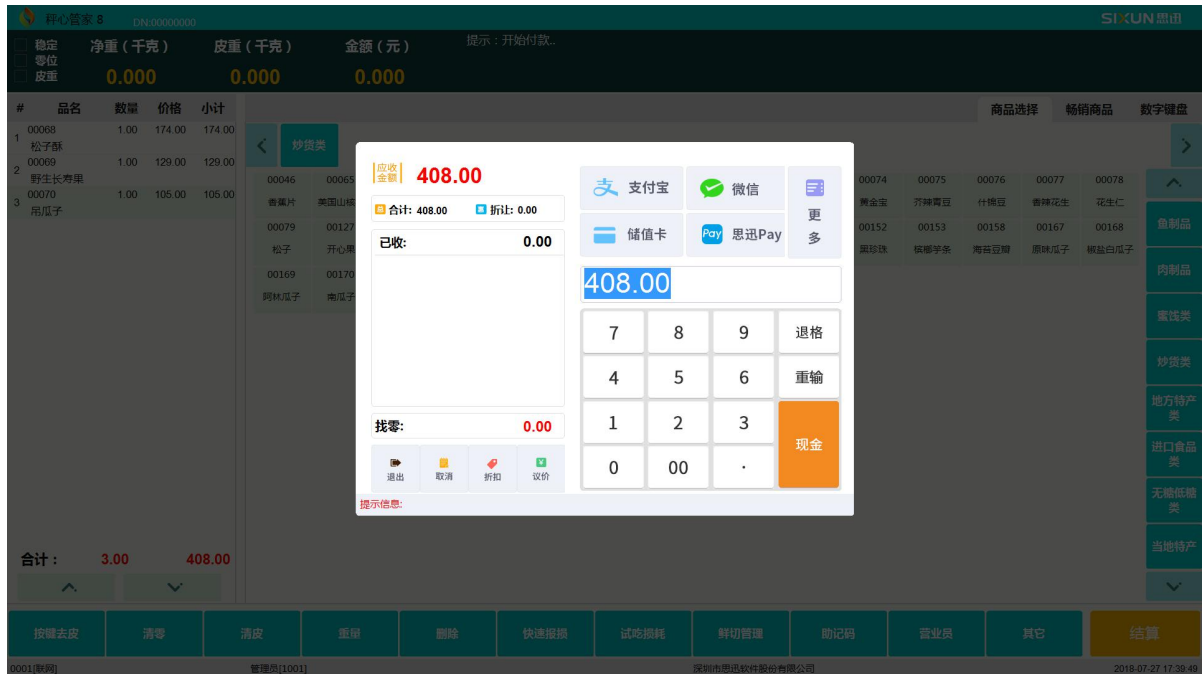 秤心管家 8 DN:00000000 SIXUN思迅
稳定 净重(千克) 皮重(千克) 金额(元) 提示:开始付款..
零位
皮重 0.000 0.000 0.000
# 品名 数量 价格 小计 商品选择 畅销商品 数字键盘
1 00068 1.00 174.00 174.00
松子酥
2 00069 1.00 129.00 129.00
野生长寿果
3 00070 1.00 105.00 105.00
吊瓜子
炒货类
00046 00065 00074 00075 00076 00077 00078
香蕉片 美国山核 黄金宝 芥辣青豆 什锦豆 香辣花生 花生仁
00079 00127 00152 00153 00158 00167 00168
松子 开心果 黑珍珠 槟榔芋条 海苔豆瓣 原味瓜子 椒盐白瓜子
00169 00170
阿林瓜子 南瓜子
应收金额 408.00
合计: 408.00 折让: 0.00
已收: 0.00
找零: 0.00
退出 取消 折扣 议价
提示信息:
支 支付宝 微信 更多
储值卡 Pay 思迅Pay
408.00
7 8 9 退格
4 5 6 重输
1 2 3 现金
0 00 .
鱼制品
肉制品
蜜饯类
炒货类
地方特产类
进口食品类
无糖低糖类
当地特产
合计: 3.00 408.00
按键去皮 清零 清皮 重量 删除 快速报损 试吃损耗 鲜切管理 助记码 营业员 其它 结算
0001[联网] 管理员[1001] 深圳市思迅软件股份有限公司 2018-07-27 17:39:49